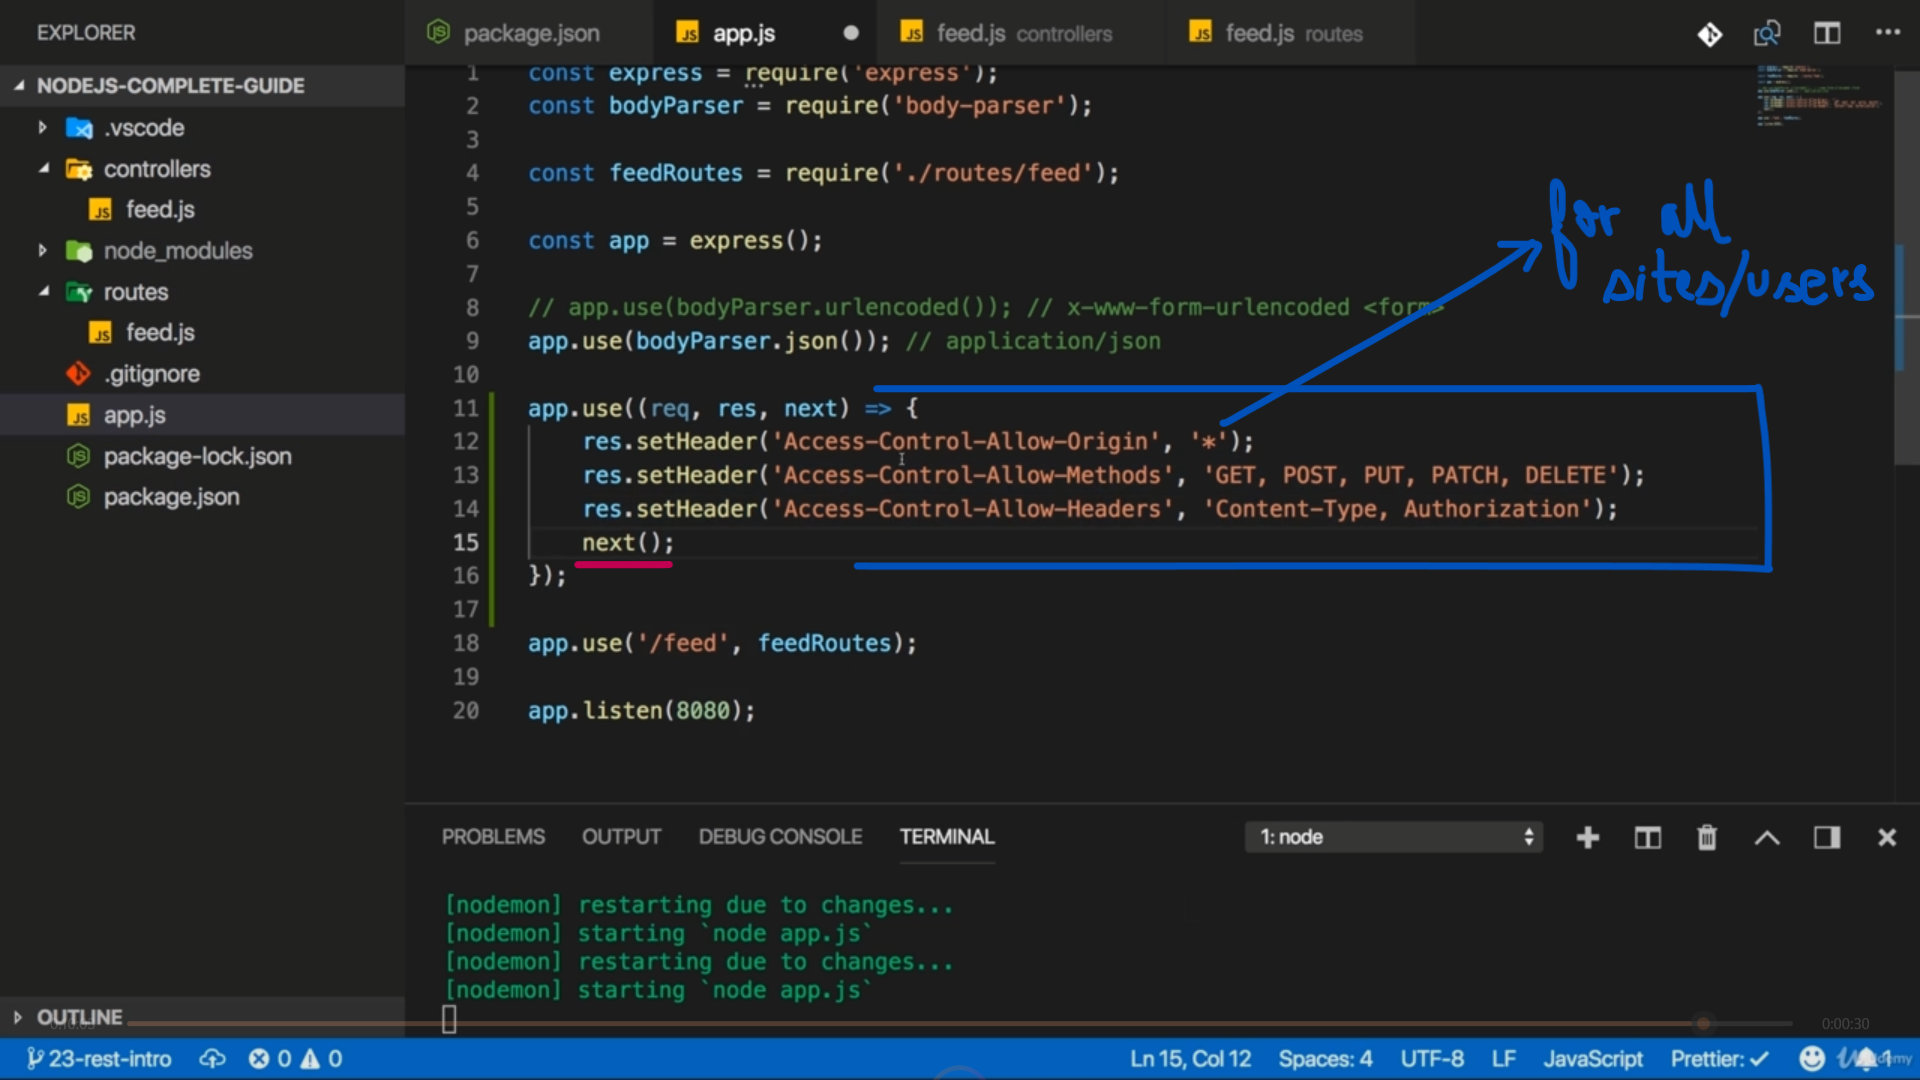 EXPLORER
package.json
JS app.js
JS feed.js controllers
JS feed.js routes
NODEJS-COMPLETE-GUIDE
.vscode
controllers
JS feed.js
node_modules
routes
JS feed.js
.gitignore
JS app.js
package-lock.json
package.json
OUTLINE
1 const express = require('express');
2 const bodyParser = require('body-parser');
3
4 const feedRoutes = require('./routes/feed');
5
6 const app = express();
7
8 // app.use(bodyParser.urlencoded()); // x-www-form-urlencoded <form>
9 app.use(bodyParser.json()); // application/json
10
11 app.use((req, res, next) => {
12 res.setHeader('Access-Control-Allow-Origin', '*');
13 res.setHeader('Access-Control-Allow-Methods', 'GET, POST, PUT, PATCH, DELETE');
14 res.setHeader('Access-Control-Allow-Headers', 'Content-Type, Authorization');
15 next();
16 });
17
18 app.use('/feed', feedRoutes);
19
20 app.listen(8080);
for all
sites/users
PROBLEMS OUTPUT DEBUG CONSOLE TERMINAL 1: node
[nodemon] restarting due to changes...
[nodemon] starting `node app.js`
[nodemon] restarting due to changes...
[nodemon] starting `node app.js`
0:00:30
23-rest-intro 0 0 Ln 15, Col 12 Spaces: 4 UTF-8 LF JavaScript Prettier: ✓ 1